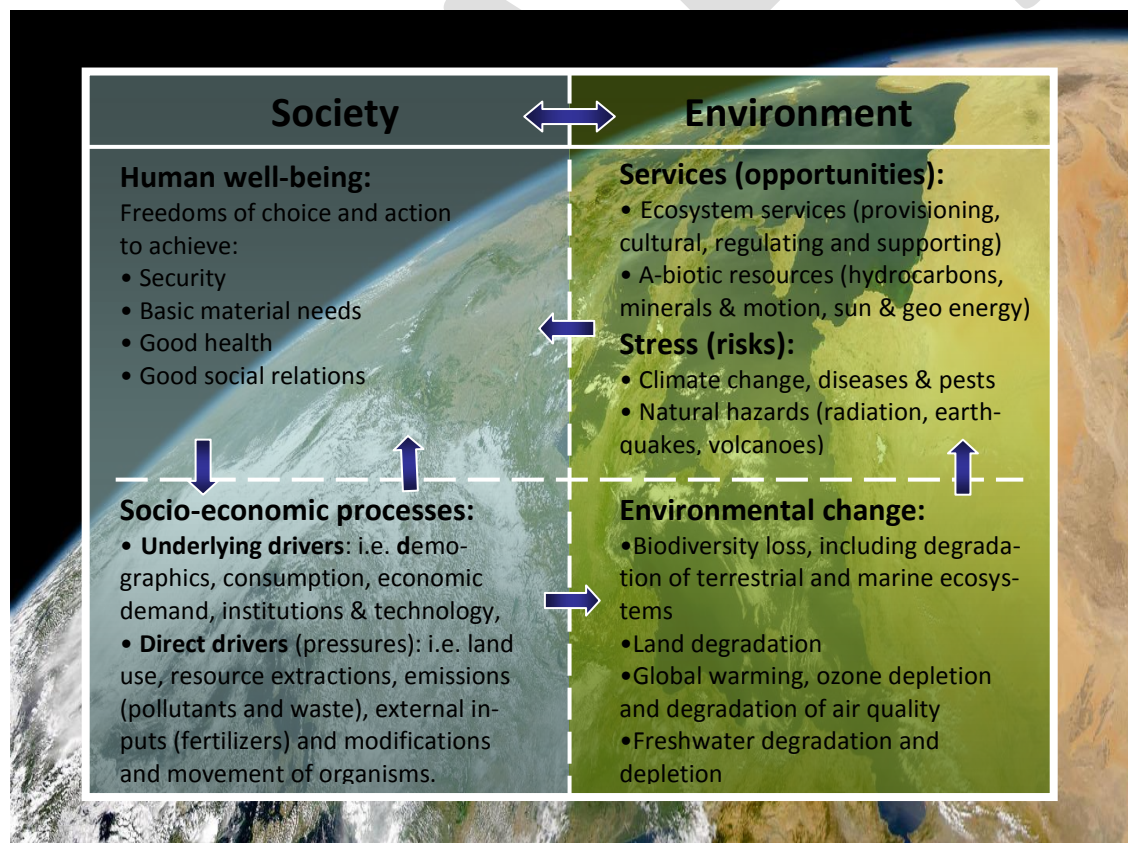 Society
Environment
Human well-being:
Freedoms of choice and action
to achieve:
• Security
• Basic material needs
• Good health
• Good social relations
Services (opportunities):
• Ecosystem services (provisioning,
cultural, regulating and supporting)
• A-biotic resources (hydrocarbons,
minerals & motion, sun & geo energy)
Stress (risks):
• Climate change, diseases & pests
• Natural hazards (radiation, earth-
quakes, volcanoes)
Socio-economic processes:
• Underlying drivers: i.e. demo-
graphics, consumption, economic
demand, institutions & technology,
• Direct drivers (pressures): i.e. land
use, resource extractions, emissions
(pollutants and waste), external in-
puts (fertilizers) and modifications
and movement of organisms.
Environmental change:
•Biodiversity loss, including degrada-
tion of terrestrial and marine ecosys-
tems
•Land degradation
•Global warming, ozone depletion
and degradation of air quality
•Freshwater degradation and
depletion